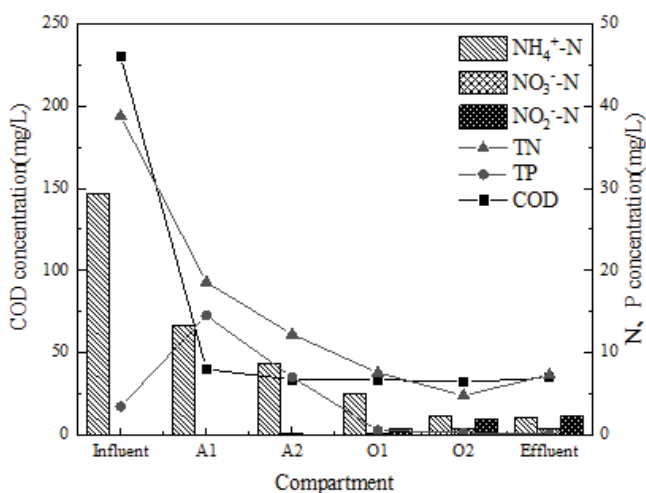 250
200
150
100
50
0
COD concentration(mg/L)
50
40
30
20
10
0
N、P concentration(mg/L)
NH₄⁺-N
NO₃⁻-N
NO₂⁻-N
TN
TP
COD
Influent A1 A2 O1 O2 Effluent
Compartment